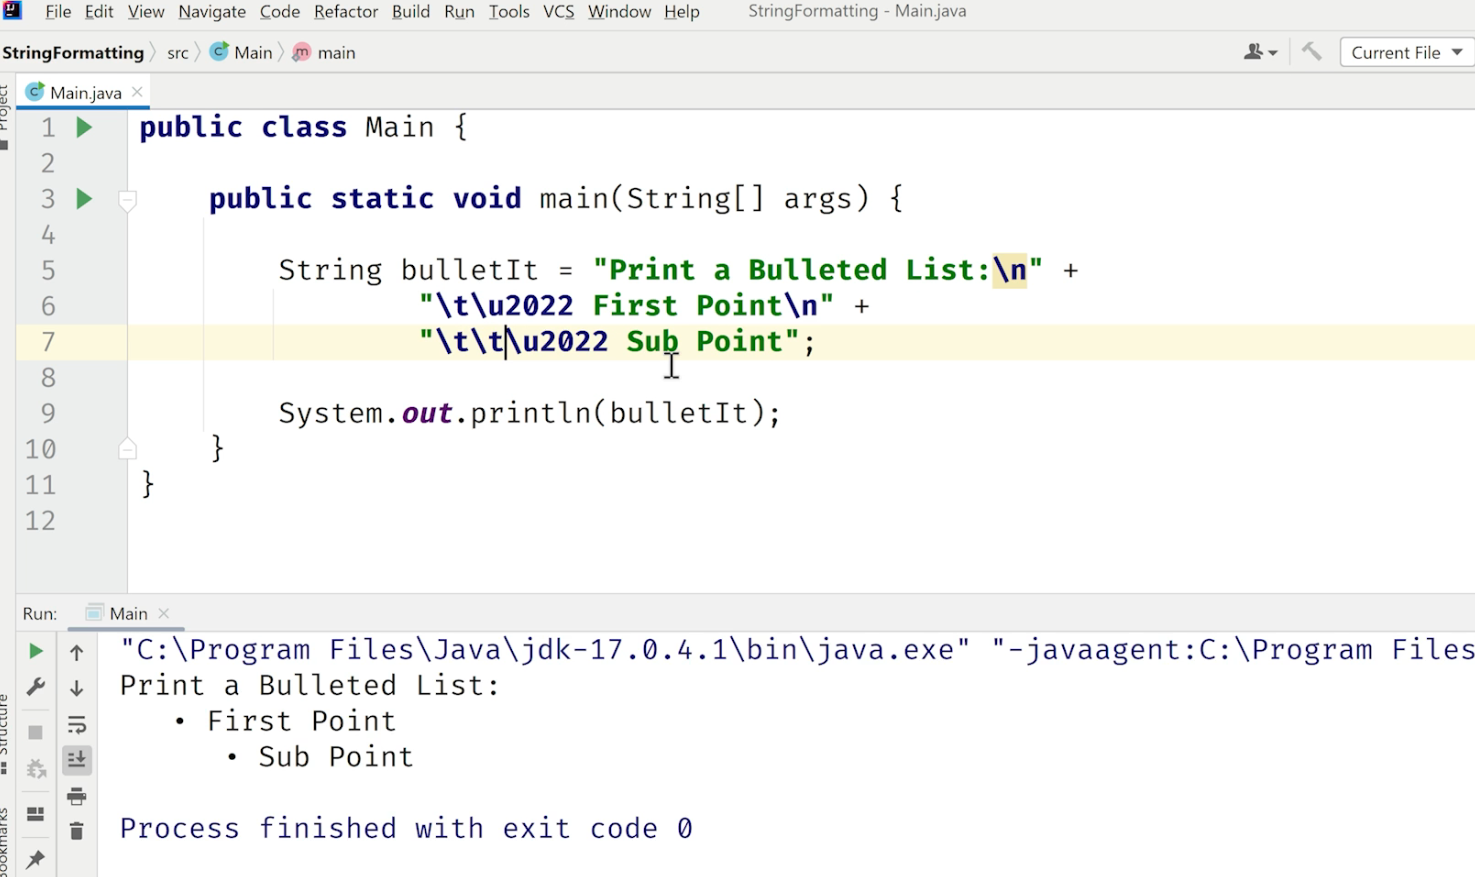 File Edit View Navigate Code Refactor Build Run Tools VCS Window Help StringFormatting - Main.java
StringFormatting src Main main Current File
Project
Main.java
1 public class Main {
2
3 public static void main(String[] args) {
4
5 String bulletIt = "Print a Bulleted List:\n" +
6 "\t\u2022 First Point\n" +
7 "\t\t\u2022 Sub Point";
8
9 System.out.println(bulletIt);
10 }
11 }
12
Run: Main
"C:\Program Files\Java\jdk-17.0.4.1\bin\java.exe" "-javaagent:C:\Program Files
Print a Bulleted List:
• First Point
• Sub Point
Process finished with exit code 0
Structure